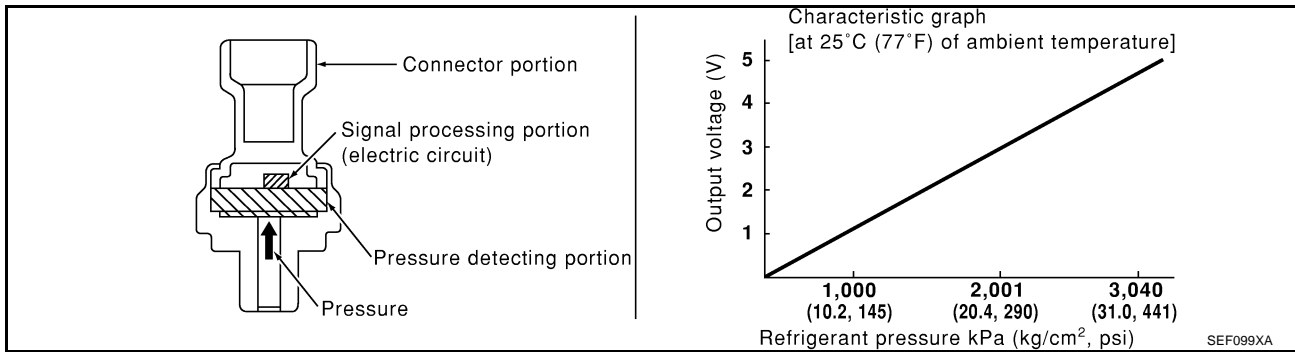 Connector portion
Signal processing portion
(electric circuit)
Pressure detecting portion
Pressure
Characteristic graph
[at 25˚C (77˚F) of ambient temperature]
Output voltage (V)
5
4
3
2
1
1,000 2,001 3,040
(10.2, 145) (20.4, 290) (31.0, 441)
Refrigerant pressure kPa (kg/cm², psi)
SEF099XA